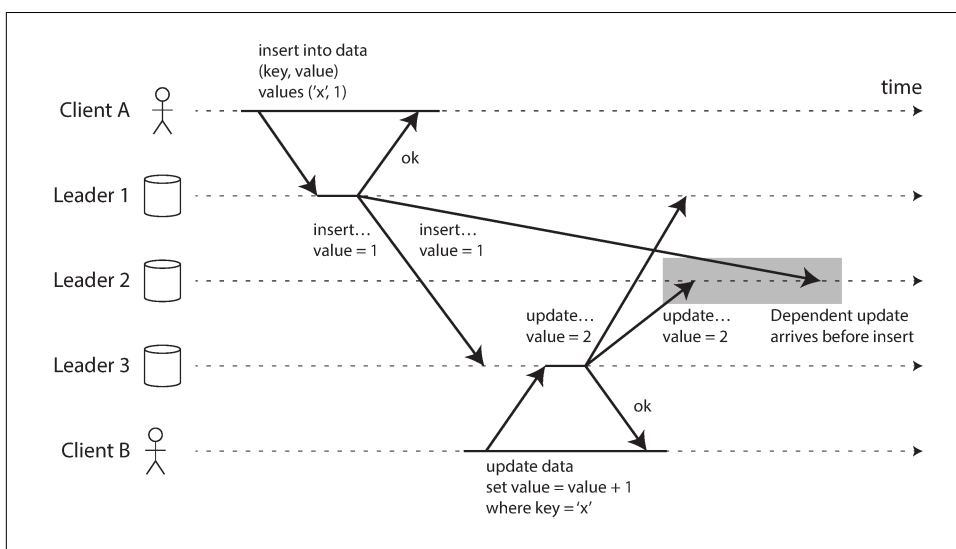 insert into data
(key, value)
values (‘x’, 1)
time
Client A
ok
Leader 1
insert…
value = 1
insert…
value = 1
Leader 2
update…
value = 2
update…
value = 2
Dependent update
arrives before insert
Leader 3
ok
Client B
update data
set value = value + 1
where key = ‘x’